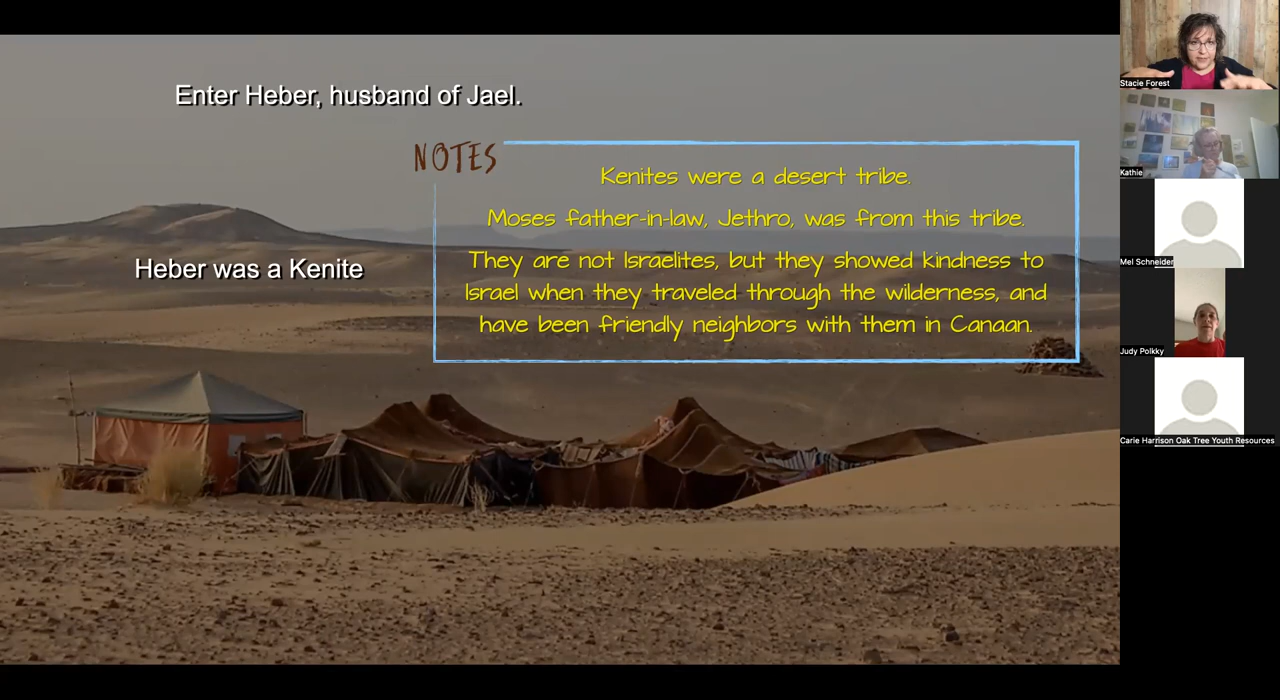 Enter Heber, husband of Jael.
NOTES
Kenites were a desert tribe.
Moses father-in-law, Jethro, was from this tribe.
They are not Israelites, but they showed kindness to
Israel when they traveled through the wilderness, and
have been friendly neighbors with them in Canaan.
Heber was a Kenite
Stacie Forest
Kathie
Mel Schneider
Judy Polkky
Carie Harrison Oak Tree Youth Resources